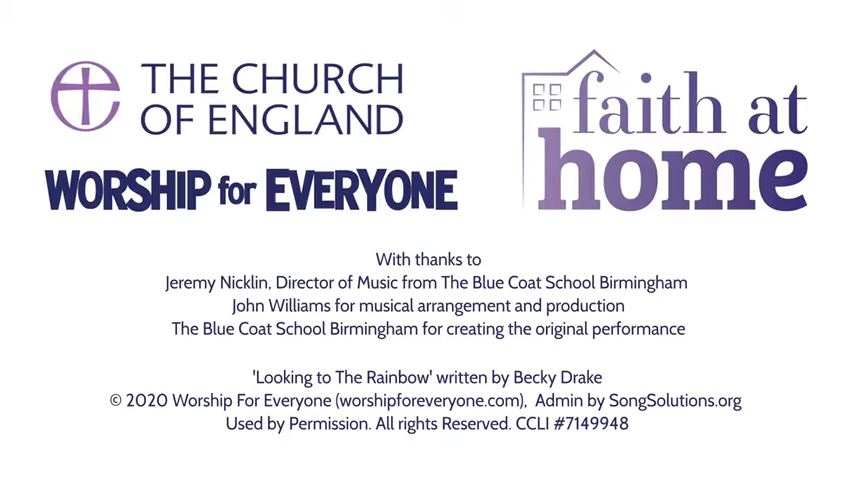 THE CHURCH
OF ENGLAND
WORSHIP for EVERYONE
faith at
home
With thanks to
Jeremy Nicklin, Director of Music from The Blue Coat School Birmingham
John Williams for musical arrangement and production
The Blue Coat School Birmingham for creating the original performance
'Looking to The Rainbow' written by Becky Drake
© 2020 Worship For Everyone (worshipforeveryone.com), Admin by SongSolutions.org
Used by Permission. All rights Reserved. CCLI #7149948